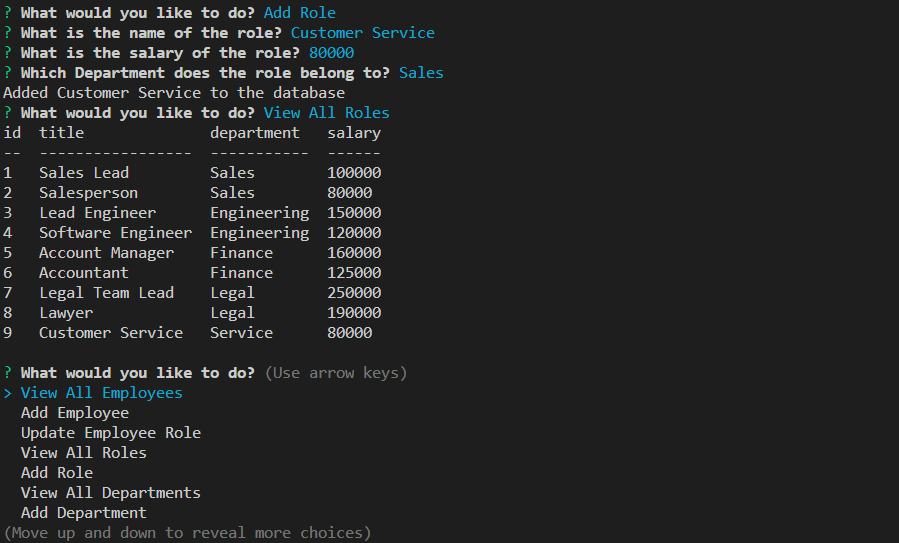 ? What would you like to do? Add Role
? What is the name of the role? Customer Service
? What is the salary of the role? 80000
? Which Department does the role belong to? Sales
Added Customer Service to the database
? What would you like to do? View All Roles
id  title              department   salary
--  -----------------  -----------  ------
1   Sales Lead         Sales        100000
2   Salesperson        Sales        80000
3   Lead Engineer      Engineering  150000
4   Software Engineer  Engineering  120000
5   Account Manager    Finance      160000
6   Accountant         Finance      125000
7   Legal Team Lead    Legal        250000
8   Lawyer             Legal        190000
9   Customer Service   Service      80000
? What would you like to do? (Use arrow keys)
> View All Employees
  Add Employee
  Update Employee Role
  View All Roles
  Add Role
  View All Departments
  Add Department
(Move up and down to reveal more choices)